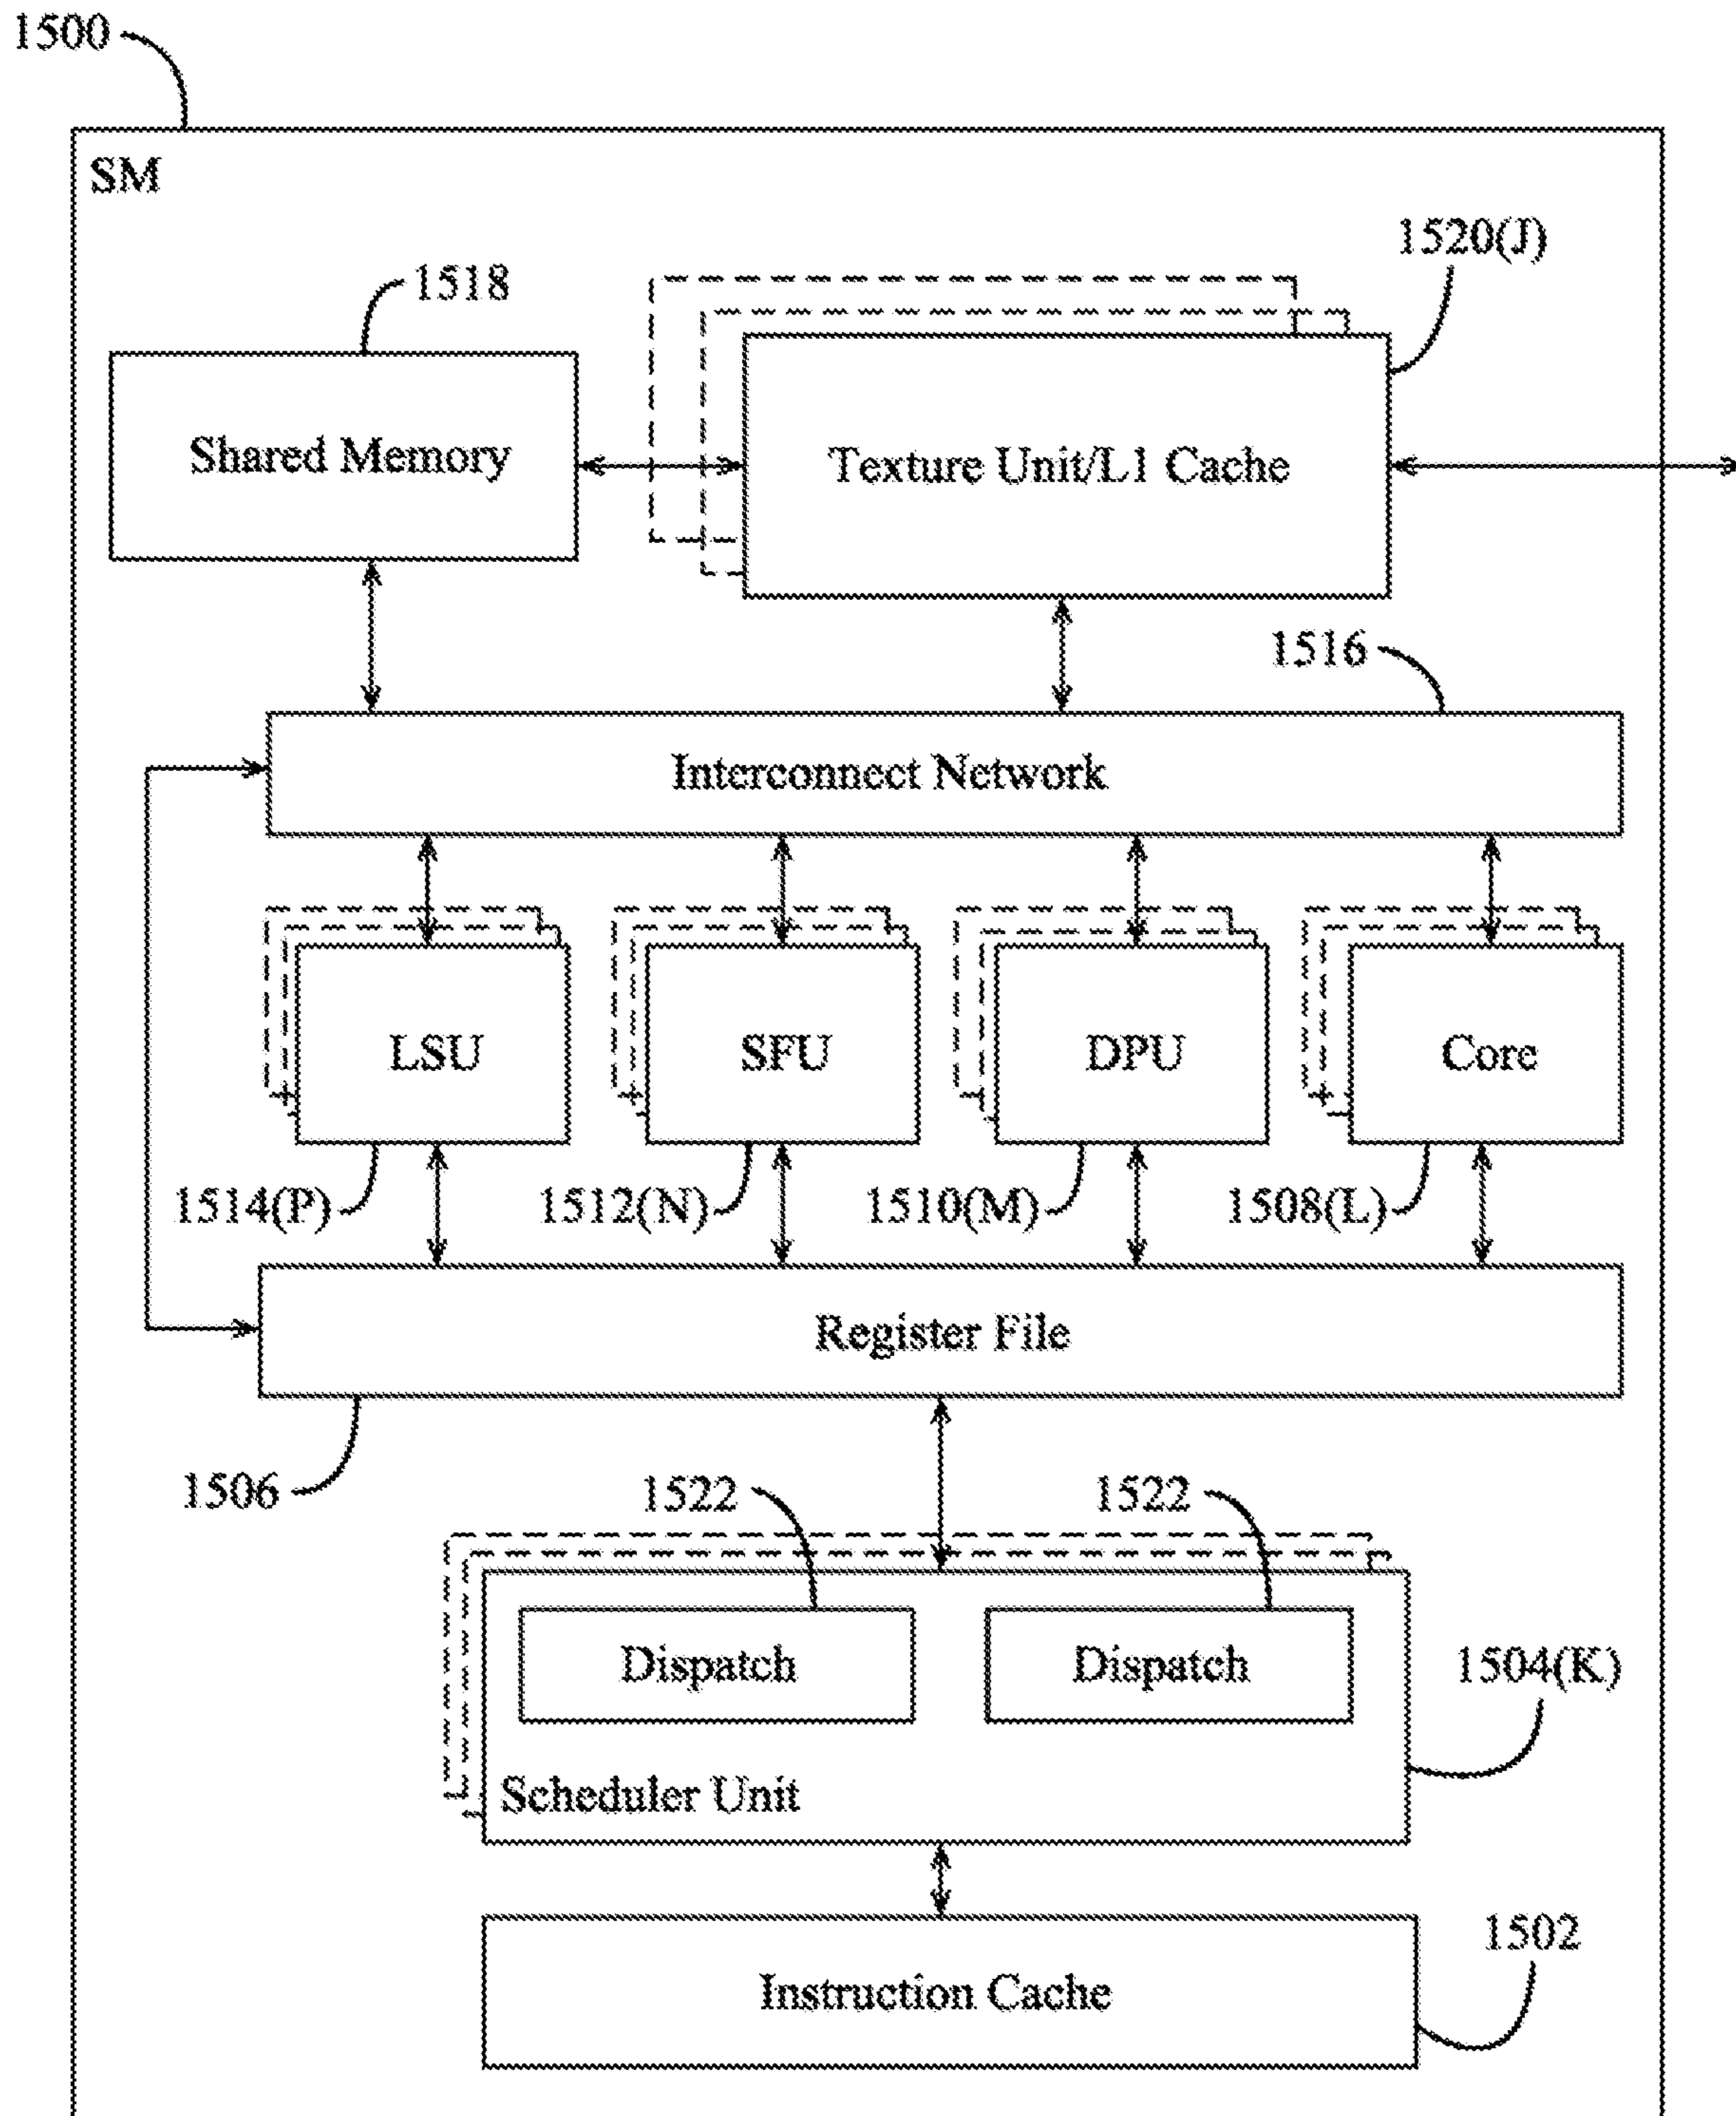 1500
SM
1520(J)
1518
Shared Memory
Texture Unit/L1 Cache
1516
Interconnect Network
LSU
SFU
DPU
Core
1514(P)
1512(N)
1510(M)
1508(L)
Register File
1506
1522
1522
Dispatch
Dispatch
1504(K)
Scheduler Unit
1502
Instruction Cache